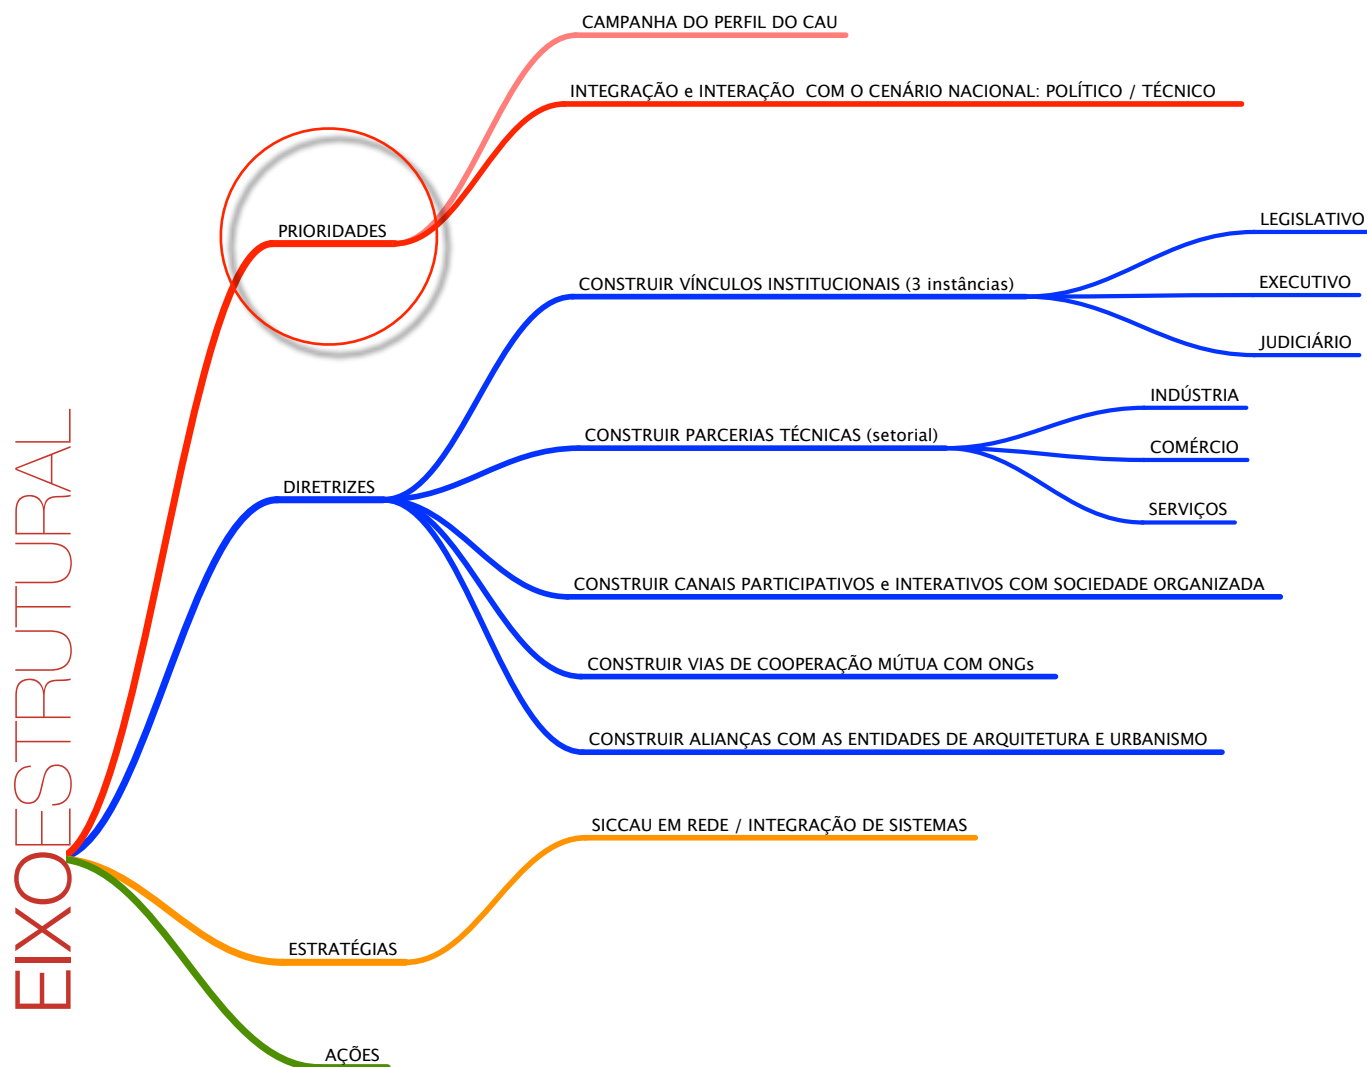 EIXOESTRUTURAL
PRIORIDADES
CAMPANHA DO PERFIL DO CAU
INTEGRAÇÃO e INTERAÇÃO  COM O CENÁRIO NACIONAL: POLÍTICO / TÉCNICO
DIRETRIZES
CONSTRUIR VÍNCULOS INSTITUCIONAIS (3 instâncias)
LEGISLATIVO
EXECUTIVO
JUDICIÁRIO
CONSTRUIR PARCERIAS TÉCNICAS (setorial)
INDÚSTRIA
COMÉRCIO
SERVIÇOS
CONSTRUIR CANAIS PARTICIPATIVOS e INTERATIVOS COM SOCIEDADE ORGANIZADA
CONSTRUIR VIAS DE COOPERAÇÃO MÚTUA COM ONGs
CONSTRUIR ALIANÇAS COM AS ENTIDADES DE ARQUITETURA E URBANISMO
ESTRATÉGIAS
SICCAU EM REDE / INTEGRAÇÃO DE SISTEMAS
AÇÕES